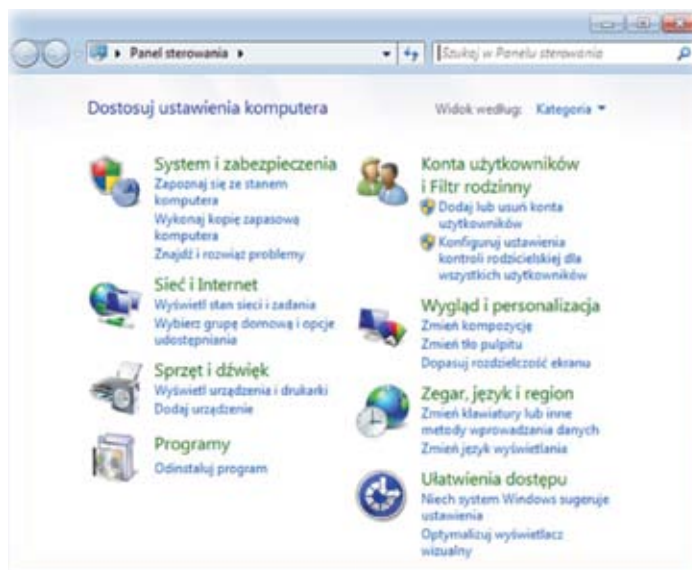 Panel sterowania
Szukaj w Panelu sterowania
Dostosuj ustawienia komputera
Widok według: Kategoria
System i zabezpieczenia
Zapoznaj się ze stanem
komputera
Wykonaj kopię zapasową
komputera
Znajdź i rozwiąż problemy
Sieć i Internet
Wyświetl stan sieci i zadania
Wybierz grupę domową i opcje
udostępniania
Sprzęt i dźwięk
Wyświetl urządzenia i drukarki
Dodaj urządzenie
Programy
Odinstaluj program
Konta użytkowników
i Filtr rodzinny
Dodaj lub usuń konta
użytkowników
Konfiguruj ustawienia
kontroli rodzicielskiej dla
wszystkich użytkowników
Wygląd i personalizacja
Zmień kompozycję
Zmień tło pulpitu
Dopasuj rozdzielczość ekranu
Zegar, język i region
Zmień klawiatury lub inne
metody wprowadzania danych
Zmień język wyświetlania
Ułatwienia dostępu
Niech system Windows sugeruje
ustawienia
Optymalizuj wyświetlacz
wizualny